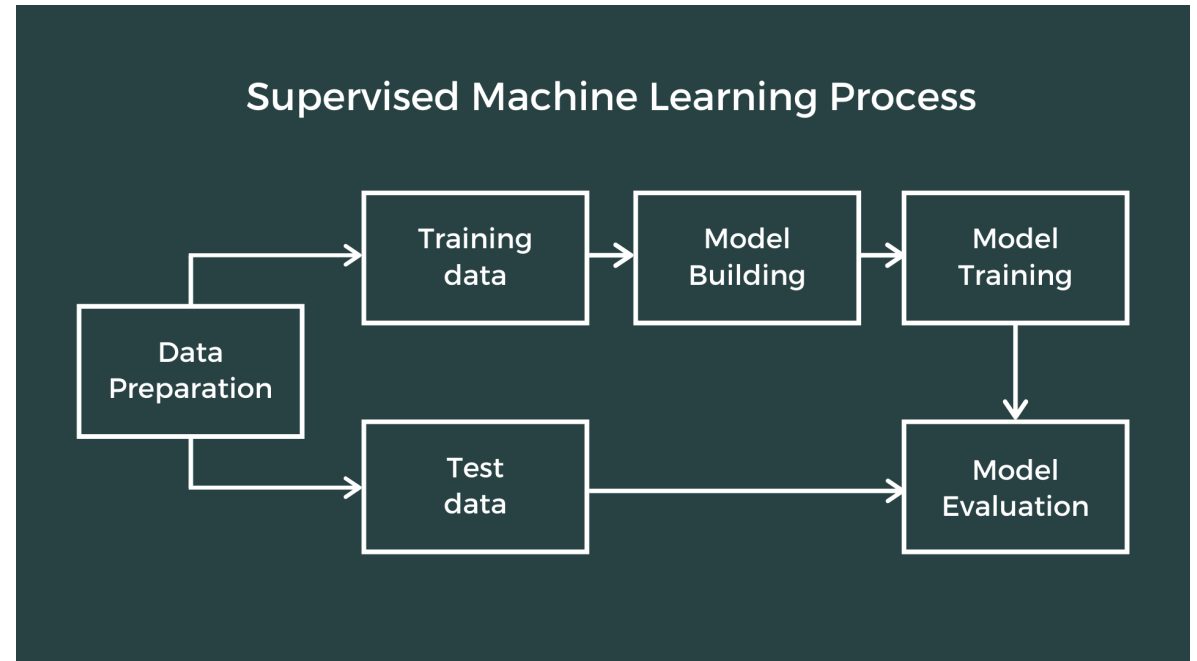 Supervised Machine Learning Process
Training
data
Model
Building
Model
Training
Data
Preparation
Test
data
Model
Evaluation